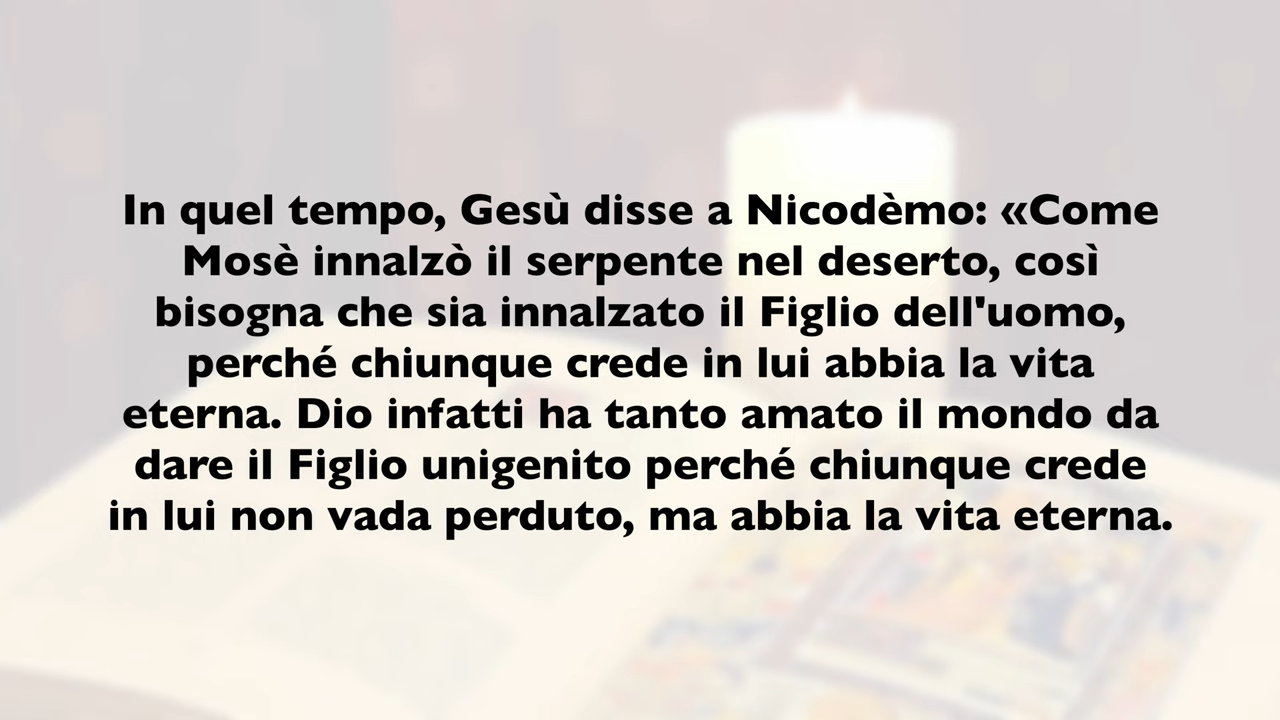 In quel tempo, Gesù disse a Nicodèmo: «Come
Mosè innalzò il serpente nel deserto, così
bisogna che sia innalzato il Figlio dell'uomo,
perché chiunque crede in lui abbia la vita
eterna. Dio infatti ha tanto amato il mondo da
dare il Figlio unigenito perché chiunque crede
in lui non vada perduto, ma abbia la vita eterna.